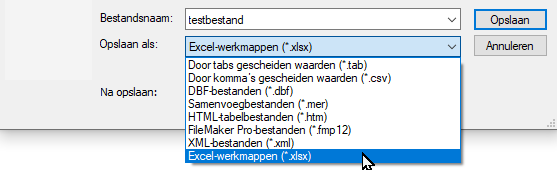 Bestandsnaam: testbestand Opslaan
Opslaan als: Excel-werkmappen (*.xlsx) Annuleren
Door tabs gescheiden waarden (*.tab)
Door komma's gescheiden waarden (*.csv)
Na opslaan: DBF-bestanden (*.dbf)
Samenvoegbestanden (*.mer)
HTML-tabelbestanden (*.htm)
FileMaker Pro-bestanden (*.fmp12)
XML-bestanden (*.xml)
Excel-werkmappen (*.xlsx)